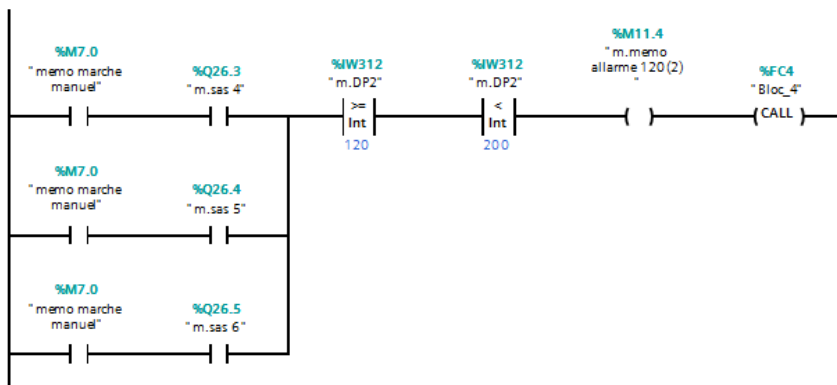 %M7.0
"memo marche
manuel"
%Q26.3
"m.sas 4"
%IW312
"m.DP2"
>=
Int
120
%IW312
"m.DP2"
<
Int
200
%M11.4
"m.memo
allarme 120(2)
"
%FC4
"Bloc_4"
CALL
%M7.0
"memo marche
manuel"
%Q26.4
"m.sas 5"
%M7.0
"memo marche
manuel"
%Q26.5
"m.sas 6"